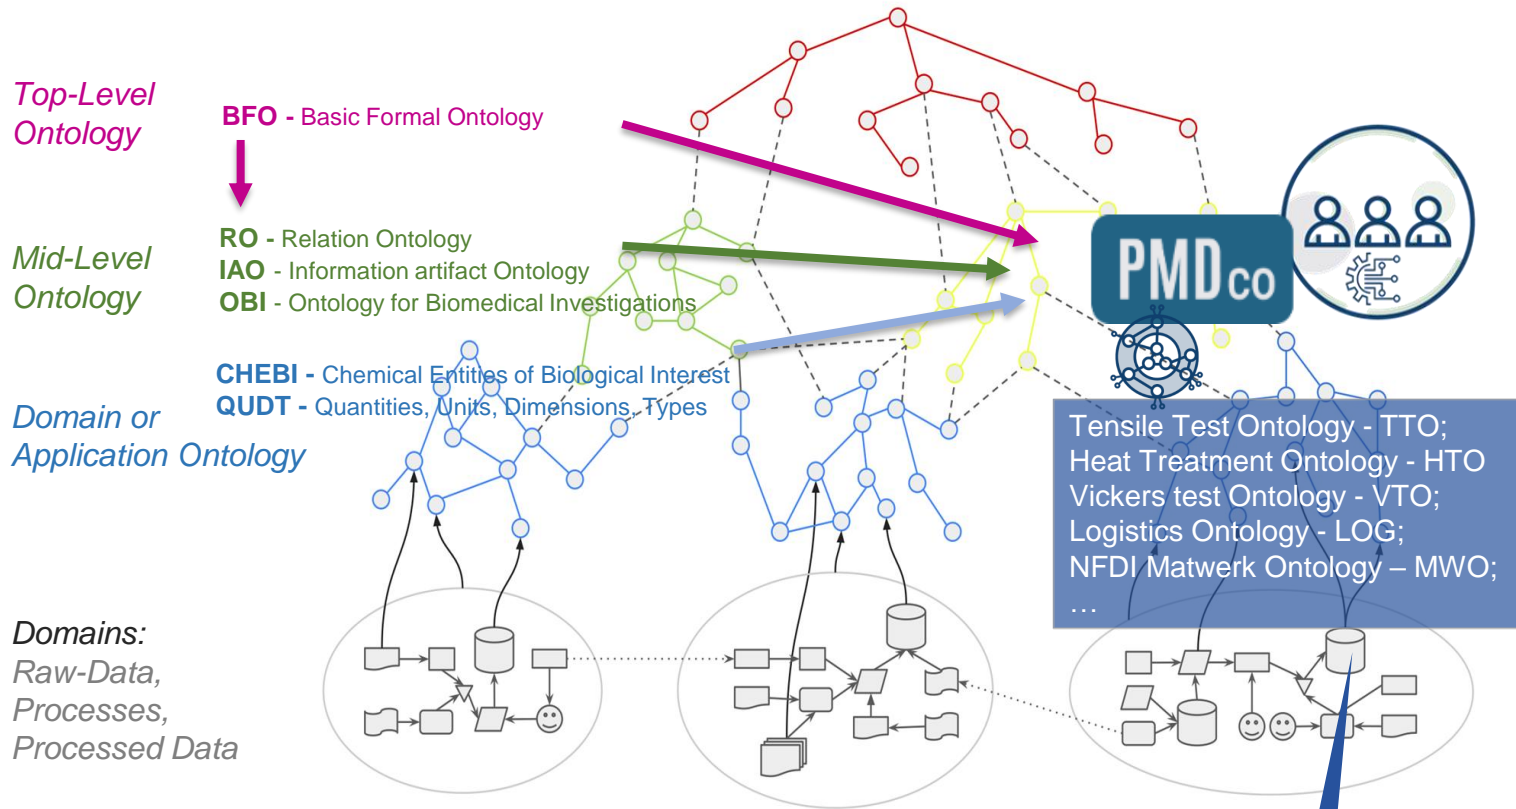 Top-Level
Ontology
BFO - Basic Formal Ontology
Mid-Level
Ontology
RO - Relation Ontology
IAO - Information artifact Ontology
OBI - Ontology for Biomedical Investigations
PMDco
Domain or
Application Ontology
CHEBI - Chemical Entities of Biological Interest
QUDT - Quantities, Units, Dimensions, Types
Tensile Test Ontology - TTO;
Heat Treatment Ontology - HTO
Vickers test Ontology - VTO;
Logistics Ontology - LOG;
NFDI Matwerk Ontology – MWO;
…
Domains:
Raw-Data,
Processes,
Processed Data